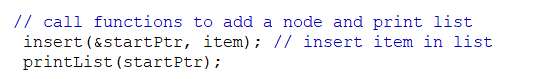 // call functions to add a node and print list
insert(&startPtr, item); // insert item in list
printList(startPtr);